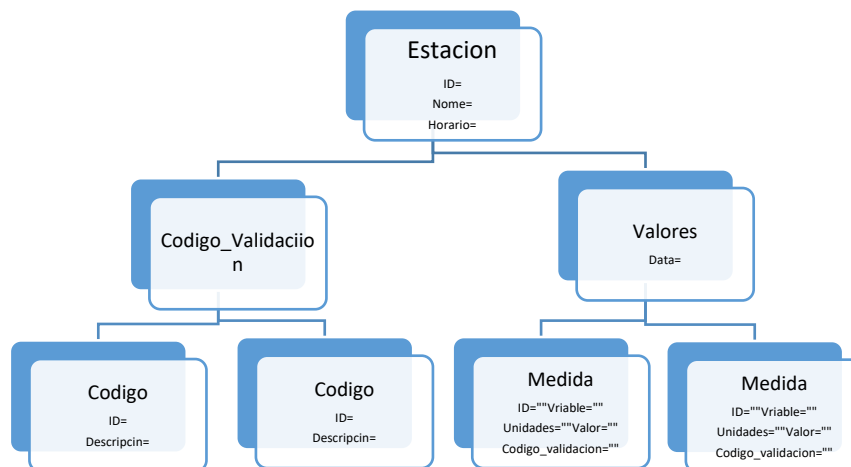 Estacion
ID=
Nome=
Horario=
Codigo_Validaciio
n
Valores
Data=
Codigo
ID=
Descripcin=
Codigo
ID=
Descripcin=
Medida
ID=""Vriable=""
Unidades=""Valor=""
Codigo_validacion=""
Medida
ID=""Vriable=""
Unidades=""Valor=""
Codigo_validacion=""